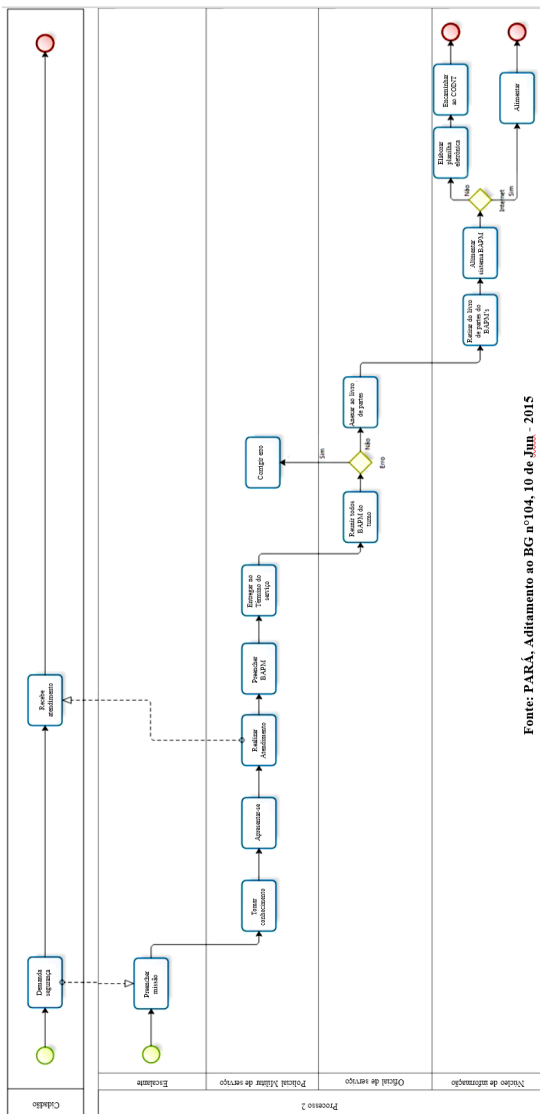 Cidadão
Demanda
segurança
Recebe
atendimento
Processo 2
Escalante
Preencher
missão
Policial Militar de serviço
Tomar
conhecimento
Apresentar-se
Realizar
Atendimento
Preencher
BAPM
Entregar no
Término do
serviço
Corrigir erro
Oficial de serviço
Reunir todos
BAPM do
turno
Erro
Sim
Não
Anexar ao livro
de partes
Núcleo de informação
Retirar do livro
de partes do
BAPM's
Alimentar
sistema BAPM
Internet
Não
Sim
Elaborar
planilha
eletrônica
Encaminhar
ao COINT
Alimentar
Fonte: PARÁ, Aditamento ao BG nº104, 10 de Jun - 2015